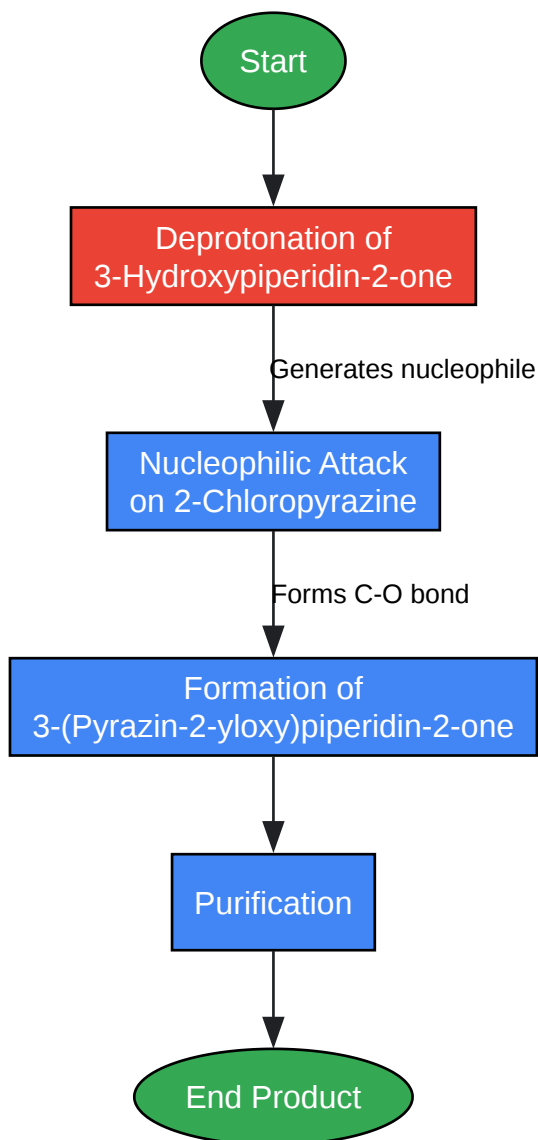 Start
Deprotonation of
3-Hydroxypiperidin-2-one
Generates nucleophile
Nucleophilic Attack
on 2-Chloropyrazine
Forms C-O bond
Formation of
3-(Pyrazin-2-yloxy)piperidin-2-one
Purification
End Product